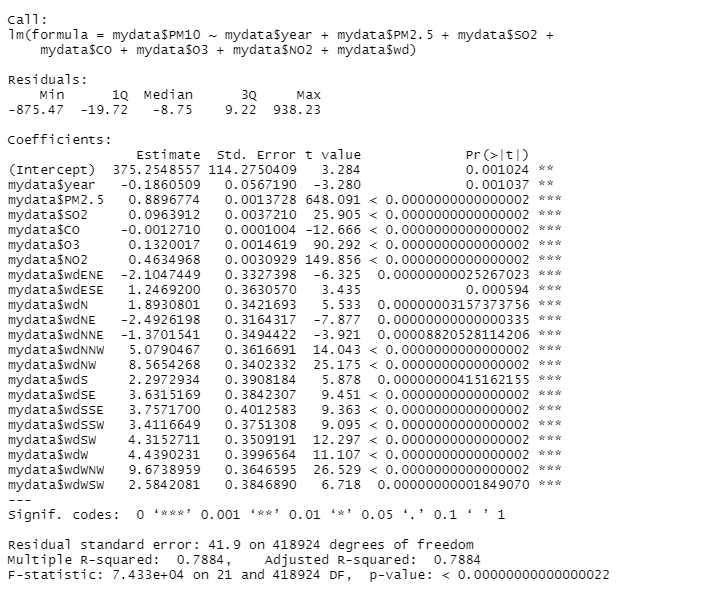 Call:
lm(formula = mydata$PM10 ~ mydata$year + mydata$PM2.5 + mydata$SO2 +
    mydata$CO + mydata$O3 + mydata$NO2 + mydata$wd)

Residuals:
    Min      1Q  Median      3Q     Max
-875.47  -19.72   -8.75    9.22  938.23

Coefficients:
                Estimate  Std. Error t value             Pr(>|t|)
(Intercept)  375.2548557 114.2750409   3.284             0.001024 **
mydata$year   -0.1860509   0.0567190  -3.280             0.001037 **
mydata$PM2.5   0.8896774   0.0013728 648.091 < 0.0000000000000002 ***
mydata$SO2     0.0963912   0.0037210  25.905 < 0.0000000000000002 ***
mydata$CO     -0.0012710   0.0001004 -12.666 < 0.0000000000000002 ***
mydata$O3      0.1320017   0.0014619  90.292 < 0.0000000000000002 ***
mydata$NO2     0.4634968   0.0030929 149.856 < 0.0000000000000002 ***
mydata$wdENE  -2.1047449   0.3327398  -6.325  0.00000000025267023 ***
mydata$wdESE   1.2469200   0.3630570   3.435             0.000594 ***
mydata$wdN     1.8930801   0.3421693   5.533  0.00000003157373756 ***
mydata$wdNE   -2.4926198   0.3164317  -7.877  0.00000000000000335 ***
mydata$wdNNE  -1.3701541   0.3494422  -3.921  0.00008820528114206 ***
mydata$wdNNW   5.0790467   0.3616691  14.043 < 0.0000000000000002 ***
mydata$wdNW    8.5654268   0.3402332  25.175 < 0.0000000000000002 ***
mydata$wdS     2.2972934   0.3908184   5.878  0.00000000415162155 ***
mydata$wdSE    3.6315169   0.3842307   9.451 < 0.0000000000000002 ***
mydata$wdSSE   3.7571700   0.4012583   9.363 < 0.0000000000000002 ***
mydata$wdSSW   3.4116649   0.3751308   9.095 < 0.0000000000000002 ***
mydata$wdSW    4.3152711   0.3509191  12.297 < 0.0000000000000002 ***
mydata$wdW     4.4390231   0.3996564  11.107 < 0.0000000000000002 ***
mydata$wdWNW   9.6738959   0.3646595  26.529 < 0.0000000000000002 ***
mydata$wdWSW   2.5842081   0.3846890   6.718  0.00000000001849070 ***
---
Signif. codes:  0 ‘***’ 0.001 ‘**’ 0.01 ‘*’ 0.05 ‘.’ 0.1 ‘ ’ 1

Residual standard error: 41.9 on 418924 degrees of freedom
Multiple R-squared:  0.7884,    Adjusted R-squared:  0.7884
F-statistic: 7.433e+04 on 21 and 418924 DF,  p-value: < 0.00000000000000022